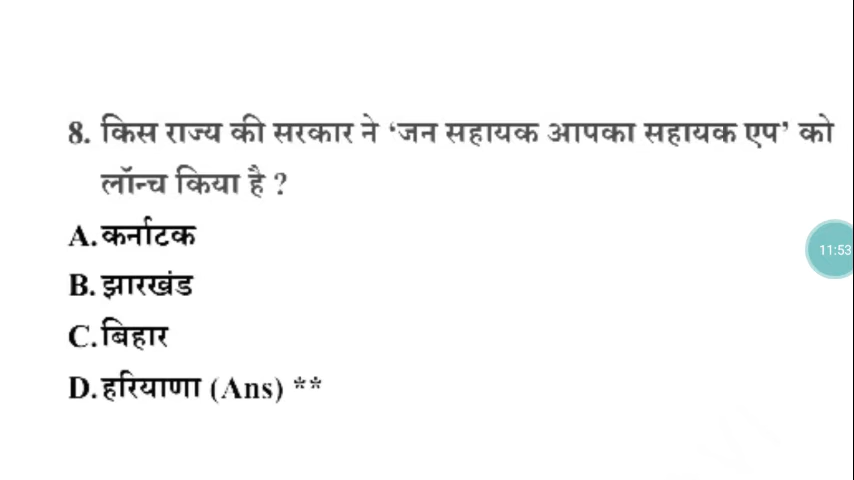 8. किस राज्य की सरकार ने ‘जन सहायक आपका सहायक एप’ को
लॉन्च किया है ?
A. कर्नाटक
B. झारखंड
C. बिहार
D. हरियाणा (Ans) **
11:53